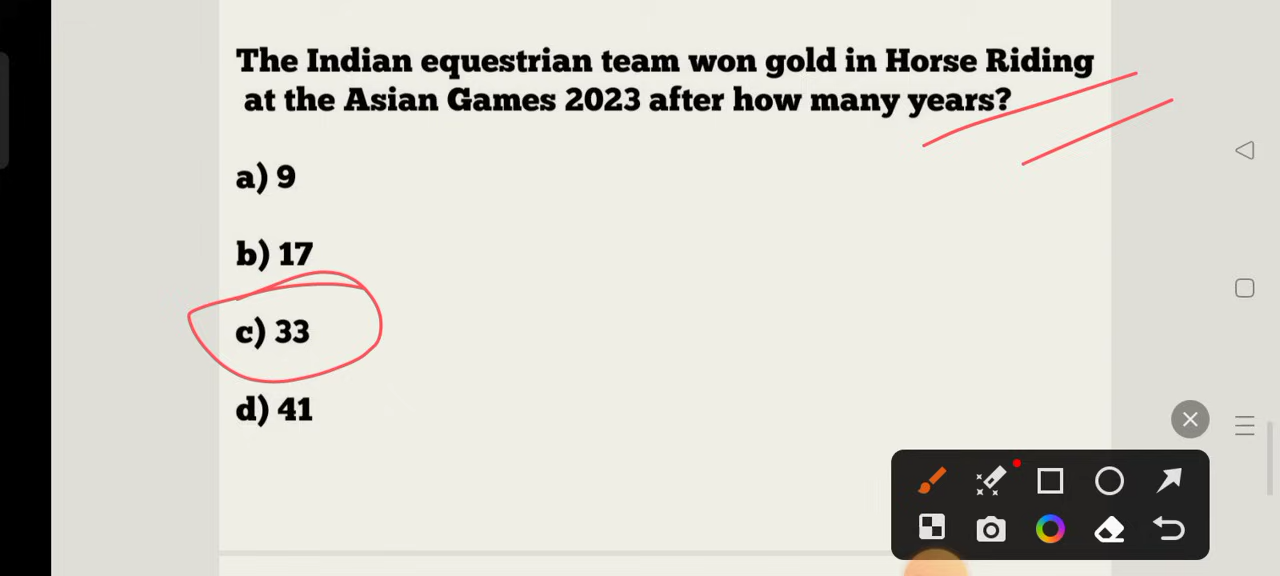 The Indian equestrian team won gold in Horse Riding
at the Asian Games 2023 after how many years?
a) 9
b) 17
c) 33
d) 41